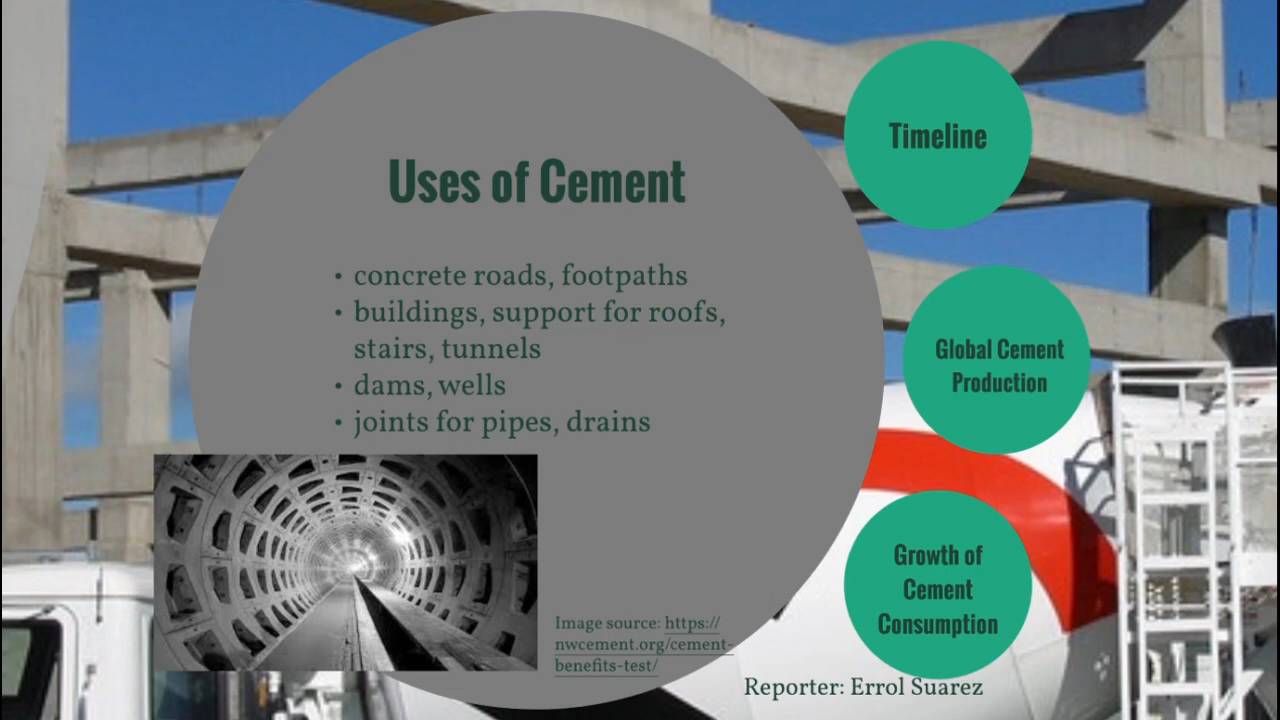 Uses of Cement
• concrete roads, footpaths
• buildings, support for roofs,
stairs, tunnels
• dams, wells
• joints for pipes, drains
Image source: https://
nwcement.org/cement-
benefits-test/
Timeline
Global Cement
Production
Growth of
Cement
Consumption
Reporter: Errol Suarez